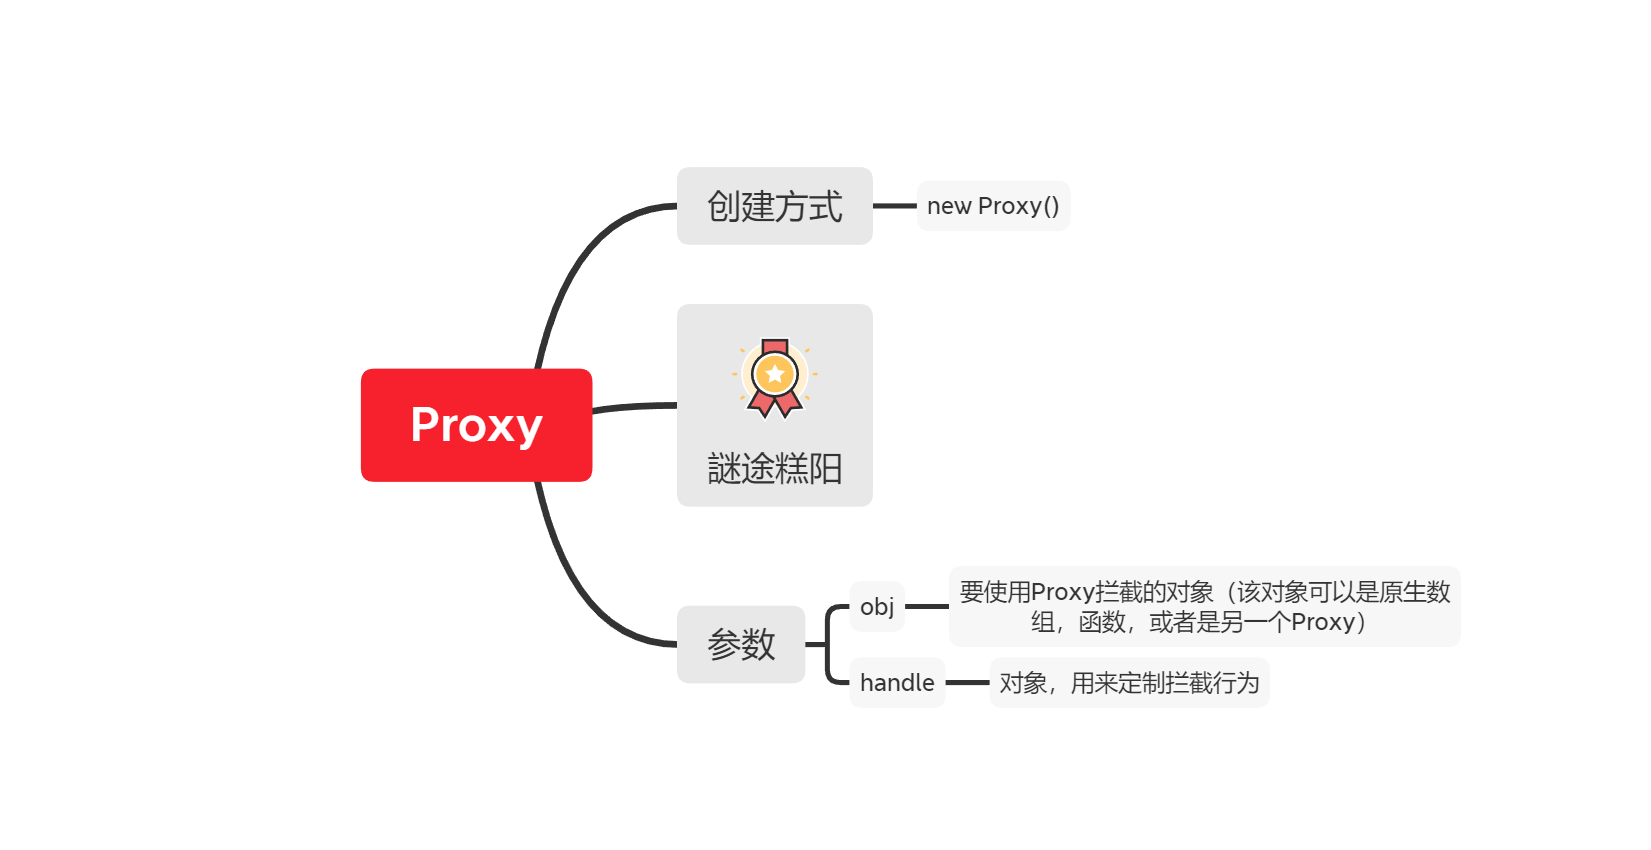 创建方式
new Proxy()
Proxy
謎途糕阳
参数
obj
要使用Proxy拦截的对象（该对象可以是原生数
组，函数，或者是另一个Proxy）
handle
对象，用来定制拦截行为